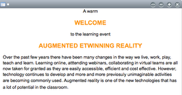 A warm
WELCOME
to the learning event
AUGMENTED ETWINNING REALITY
Over the past few years there have been many changes in the way we live, work, play,
teach and learn. Learning online, attending webinars, collaborating in virtual teams are all
now taken for granted as they are easily accessible, efficient and cost effective. However,
technology continues to develop and more and more previously unimaginable activities
are becoming commonly used. Augmented reality is one of the new technologies that has
a lot of potential in the classroom.